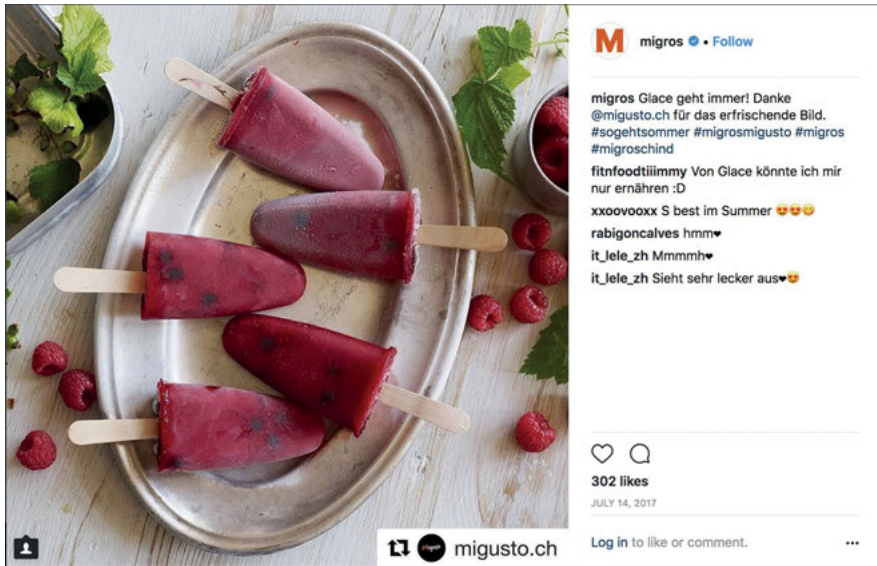 M migros • Follow
migros Glace geht immer! Danke
@migusto.ch für das erfrischende Bild.
#sogehtsommer #migrosmigusto #migros
#migroschind
fitnfoodtiiimmy Von Glace könnte ich mir
nur ernähren :D
xxoovooxx S best im Summer 😍😍😋
rabigoncalves hmm❤
it_lele_zh Mmmmh❤
it_lele_zh Sieht sehr lecker aus❤😍
302 likes
JULY 14, 2017
Log in to like or comment.
migusto.ch